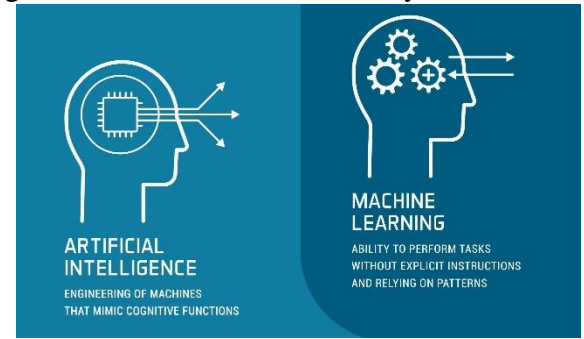 ARTIFICIAL
INTELLIGENCE
ENGINEERING OF MACHINES
THAT MIMIC COGNITIVE FUNCTIONS
MACHINE
LEARNING
ABILITY TO PERFORM TASKS
WITHOUT EXPLICIT INSTRUCTIONS
AND RELYING ON PATTERNS